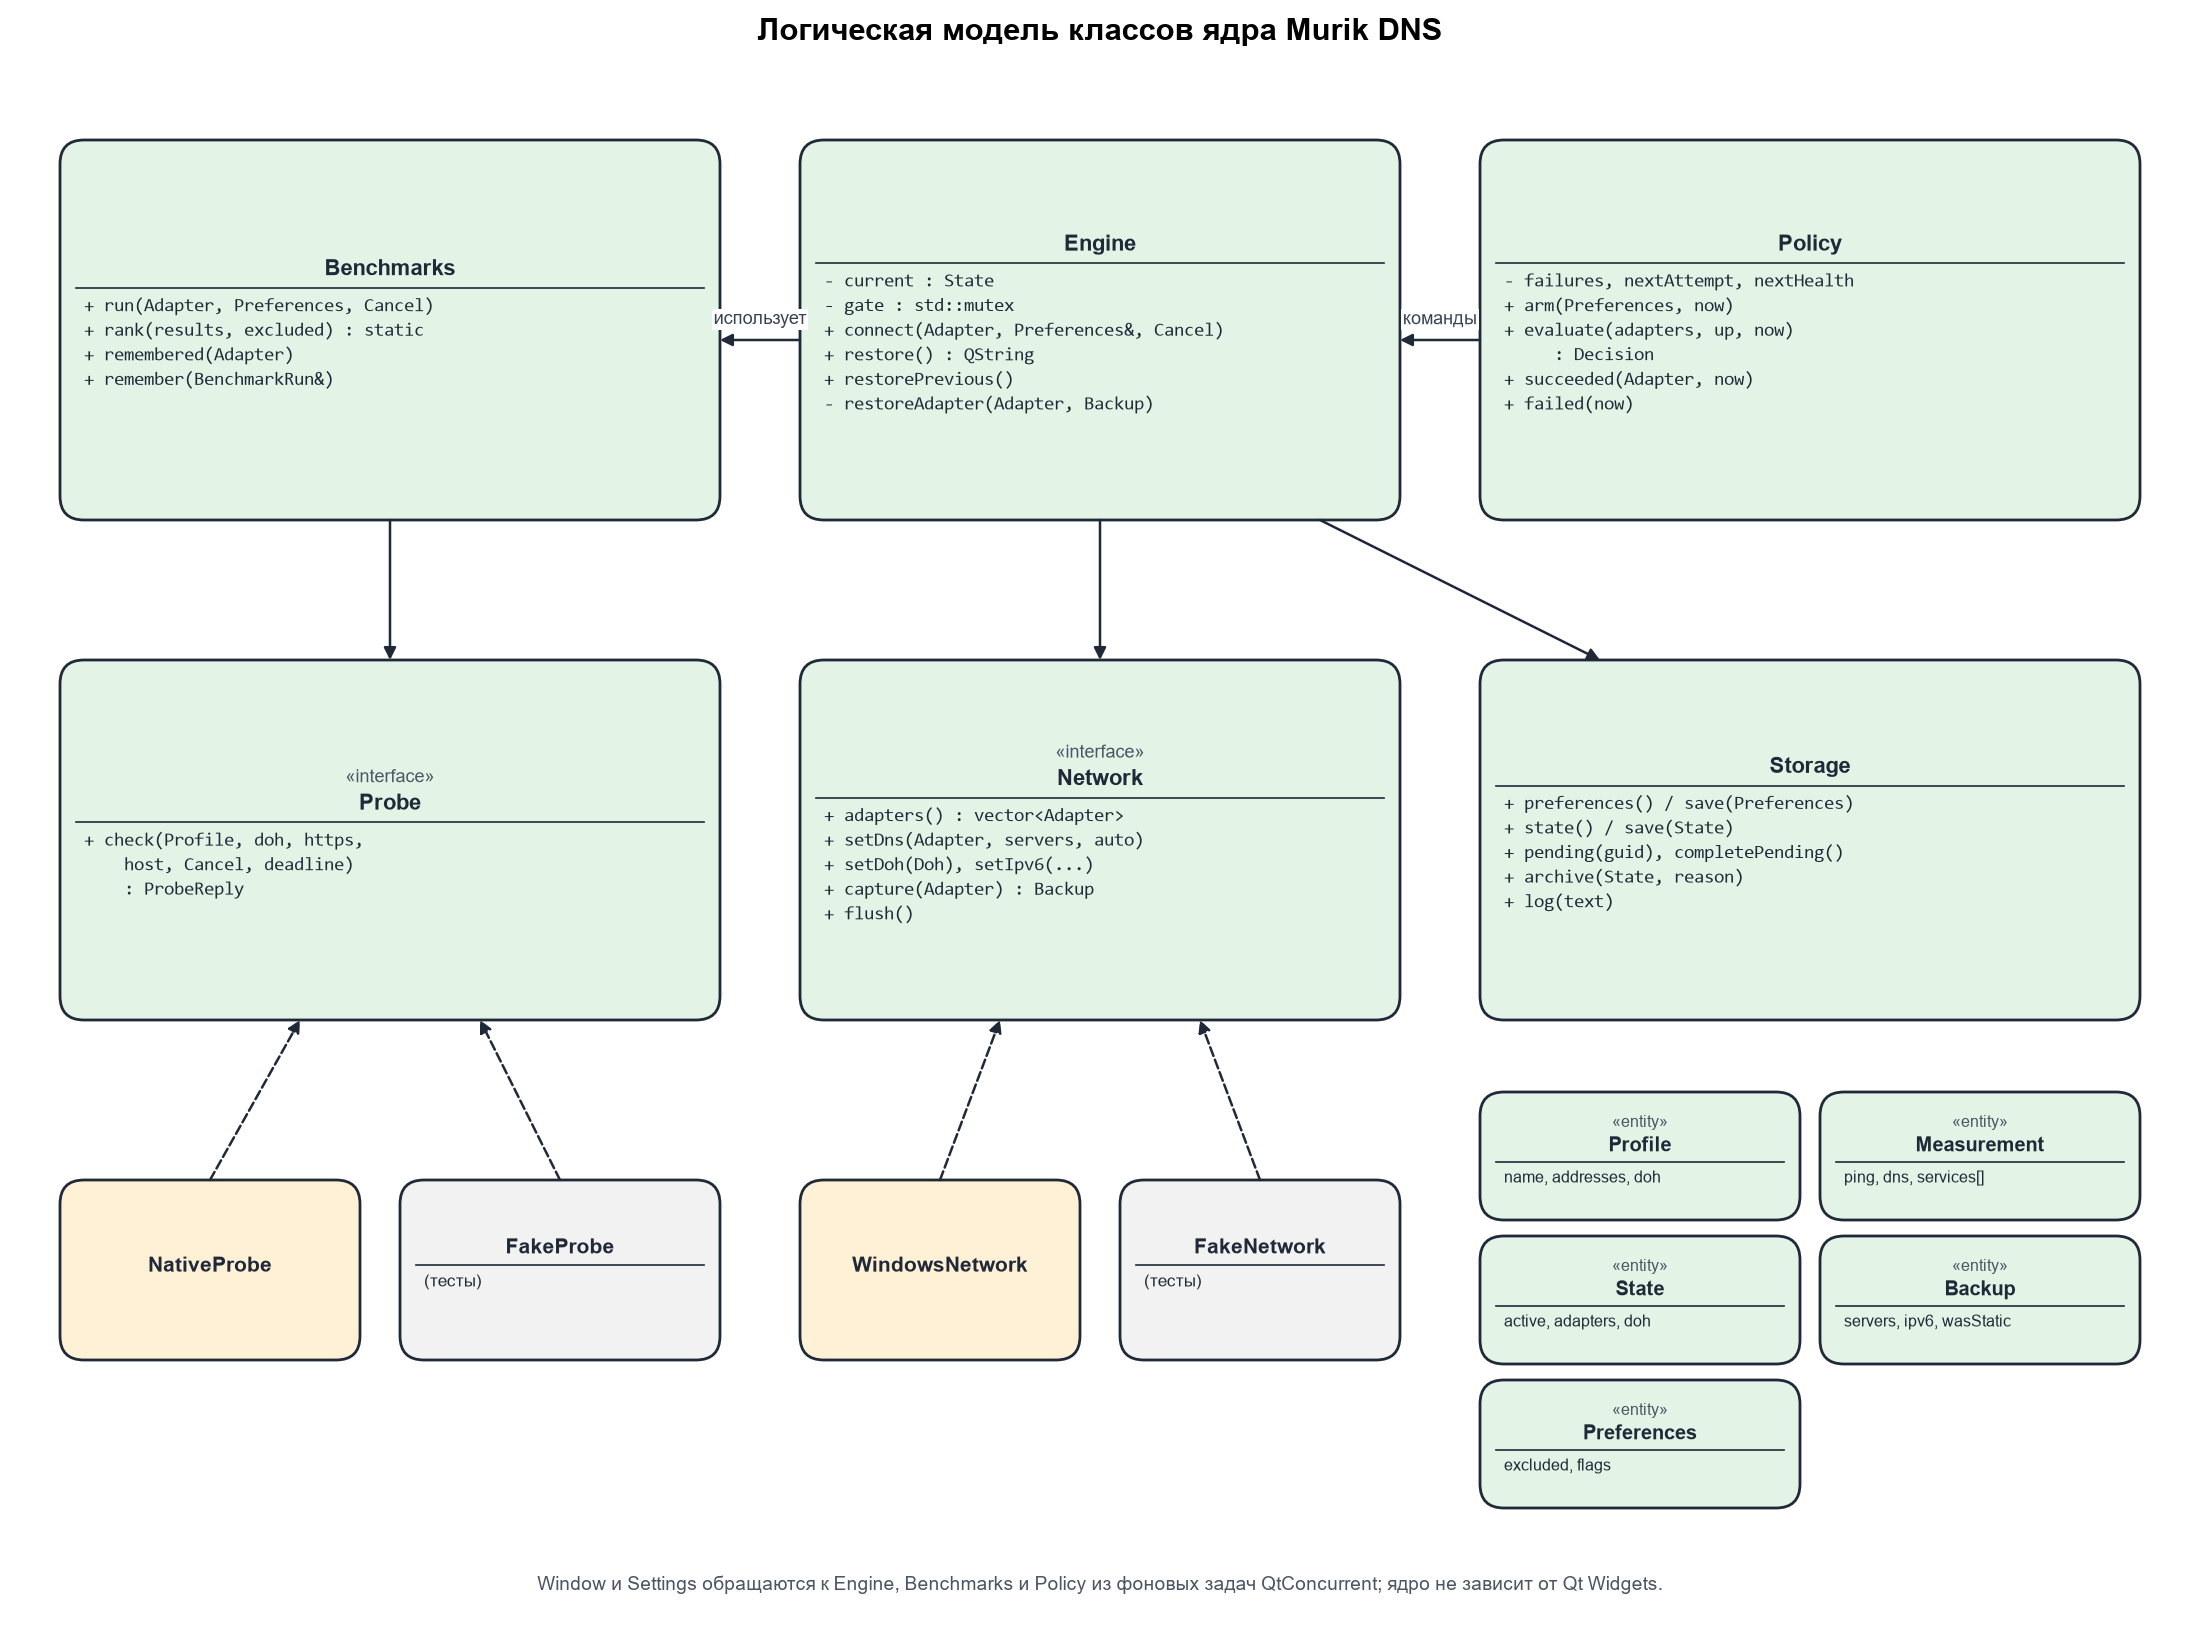 Логическая модель классов ядра Murik DNS
Benchmarks
+ run(Adapter, Preferences, Cancel)
+ rank(results, excluded) : static
+ remembered(Adapter)
+ remember(BenchmarkRun&)
использует
Engine
- current : State
- gate : std::mutex
+ connect(Adapter, Preferences&, Cancel)
+ restore() : QString
+ restorePrevious()
- restoreAdapter(Adapter, Backup)
команды
Policy
- failures, nextAttempt, nextHealth
+ arm(Preferences, now)
+ evaluate(adapters, up, now)
: Decision
+ succeeded(Adapter, now)
+ failed(now)
«interface»
Probe
+ check(Profile, doh, https,
host, Cancel, deadline)
: ProbeReply
«interface»
Network
+ adapters() : vector<Adapter>
+ setDns(Adapter, servers, auto)
+ setDoh(Doh), setIpv6(...)
+ capture(Adapter) : Backup
+ flush()
Storage
+ preferences() / save(Preferences)
+ state() / save(State)
+ pending(guid), completePending()
+ archive(State, reason)
+ log(text)
NativeProbe
FakeProbe
(тесты)
WindowsNetwork
FakeNetwork
(тесты)
«entity»
Profile
name, addresses, doh
«entity»
Measurement
ping, dns, services[]
«entity»
State
active, adapters, doh
«entity»
Backup
servers, ipv6, wasStatic
«entity»
Preferences
excluded, flags
Window и Settings обращаются к Engine, Benchmarks и Policy из фоновых задач QtConcurrent; ядро не зависит от Qt Widgets.